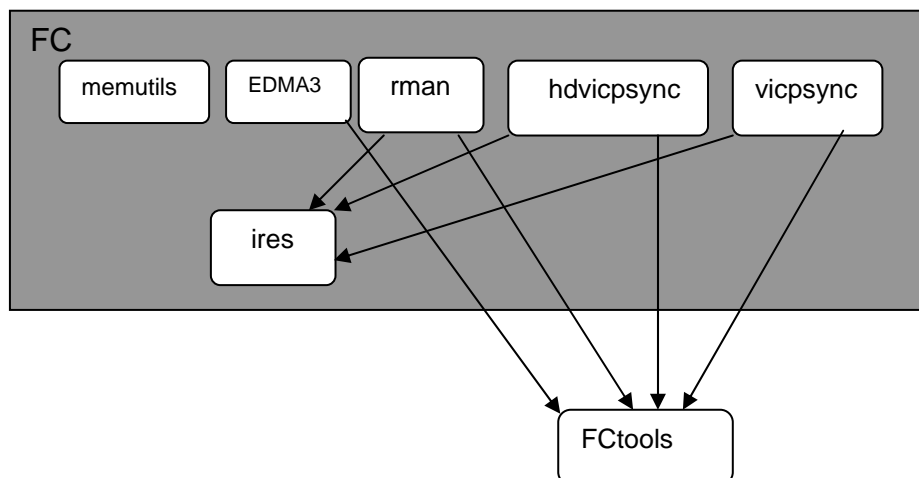 FC
memutils
EDMA3
rman
hdvicpsync
vicpsync
ires
FCtools